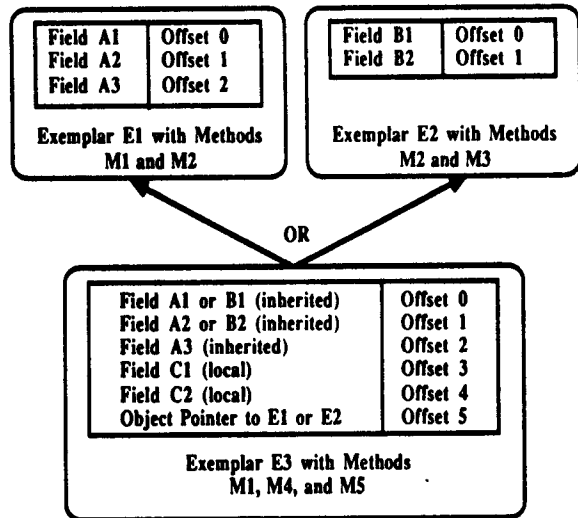 Field A1 Offset 0
Field A2 Offset 1
Field A3 Offset 2
Exemplar E1 with Methods
M1 and M2
Field B1 Offset 0
Field B2 Offset 1
Exemplar E2 with Methods
M2 and M3
OR
Field A1 or B1 (inherited) Offset 0
Field A2 or B2 (inherited) Offset 1
Field A3 (inherited) Offset 2
Field C1 (local) Offset 3
Field C2 (local) Offset 4
Object Pointer to E1 or E2 Offset 5
Exemplar E3 with Methods
M1, M4, and M5